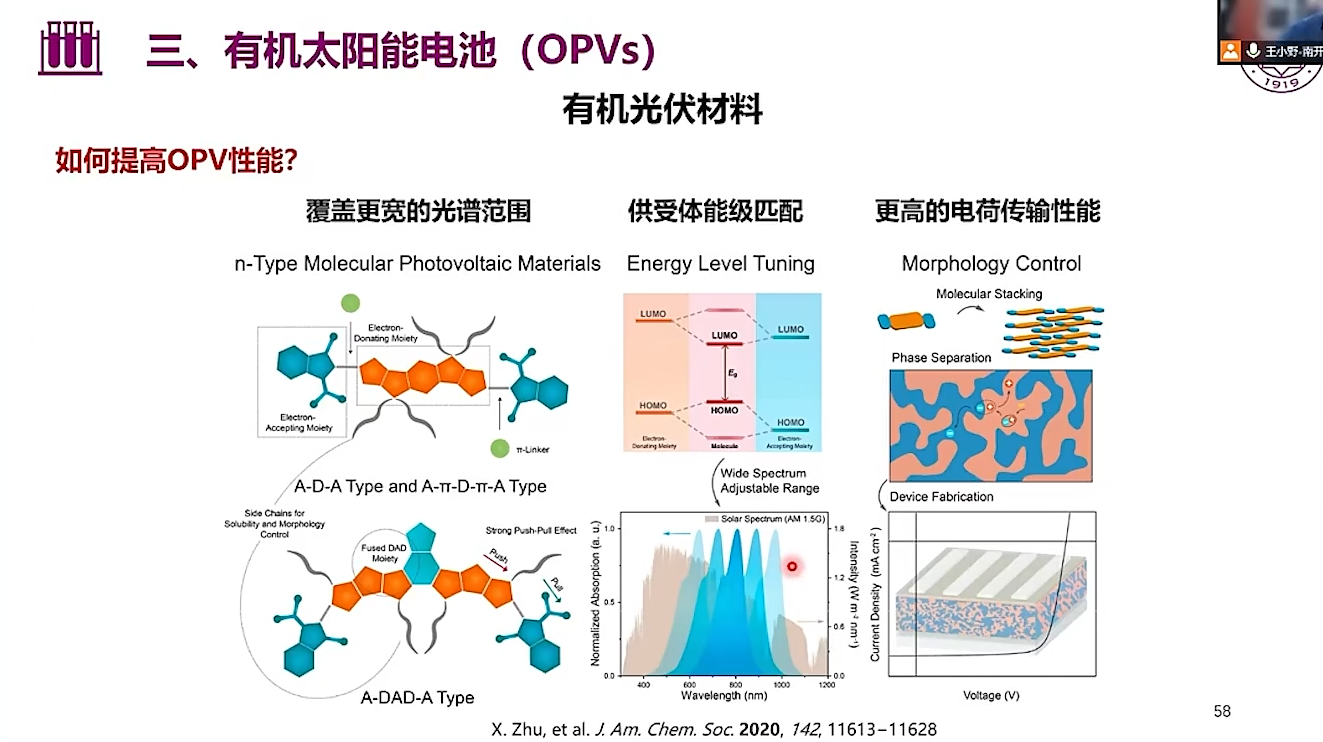 三、有机太阳能电池（OPVs）
王小野-南开
1919
有机光伏材料
如何提高OPV性能？
覆盖更宽的光谱范围
供受体能级匹配
更高的电荷传输性能
n-Type Molecular Photovoltaic Materials
Energy Level Tuning
Morphology Control
Electron-
Donating Moiety
Electron-
Accepting Moiety
π-Linker
A-D-A Type and A-π-D-π-A Type
Side Chains for
Solubility and Morphology
Control
Fused DAD
Moiety
Strong Push-Pull Effect
Push
Pull
A-DAD-A Type
LUMO
LUMO
LUMO
Eg
HOMO
HOMO
HOMO
Electron-
Donating Moiety
Molecule
Electron-
Accepting Moiety
Wide Spectrum
Adjustable Range
Solar Spectrum (AM 1.5G)
Normalized Absorption (a. u.)
1.0
0.5
0.0
400
600
800
1000
1200
Wavelength (nm)
1.8
1.2
0.6
0.0
Intensity (W m⁻² nm⁻¹)
Molecular Stacking
Phase Separation
Device Fabrication
Current Density (mA cm⁻²)
Voltage (V)
X. Zhu, et al. J. Am. Chem. Soc. 2020, 142, 11613−11628
58